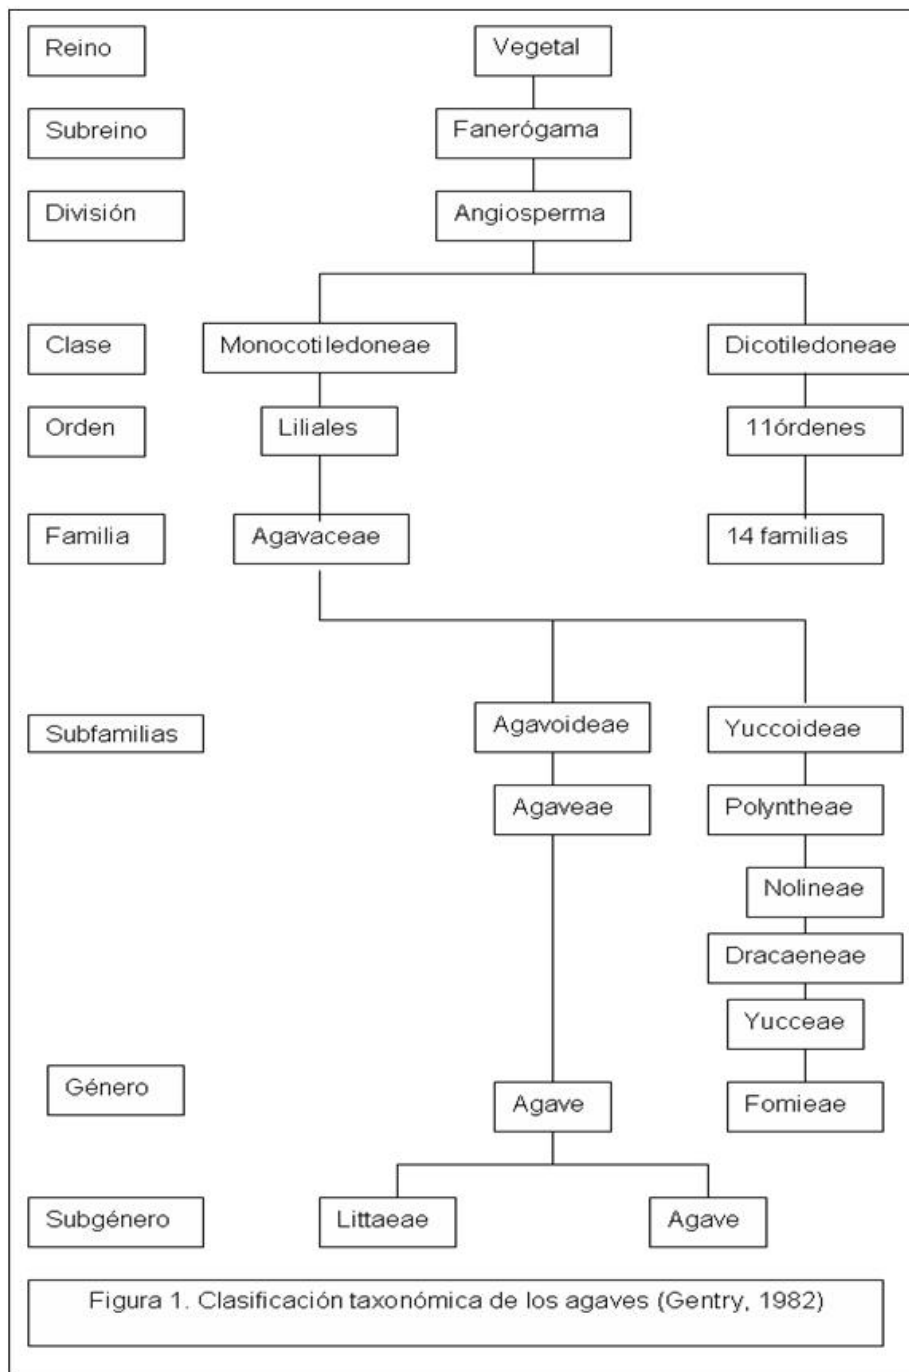 Reino
Vegetal
Subreino
Fanerógama
División
Angiosperma
Clase
Monocotiledoneae
Dicotiledoneae
Orden
Liliales
11órdenes
Familia
Agavaceae
14 familias
Subfamilias
Agavoideae
Yuccoideae
Agaveae
Polyntheae
Nolineae
Dracaeneae
Yucceae
Género
Agave
Fomieae
Subgénero
Littaeae
Agave
Figura 1. Clasificación taxonómica de los agaves (Gentry, 1982)